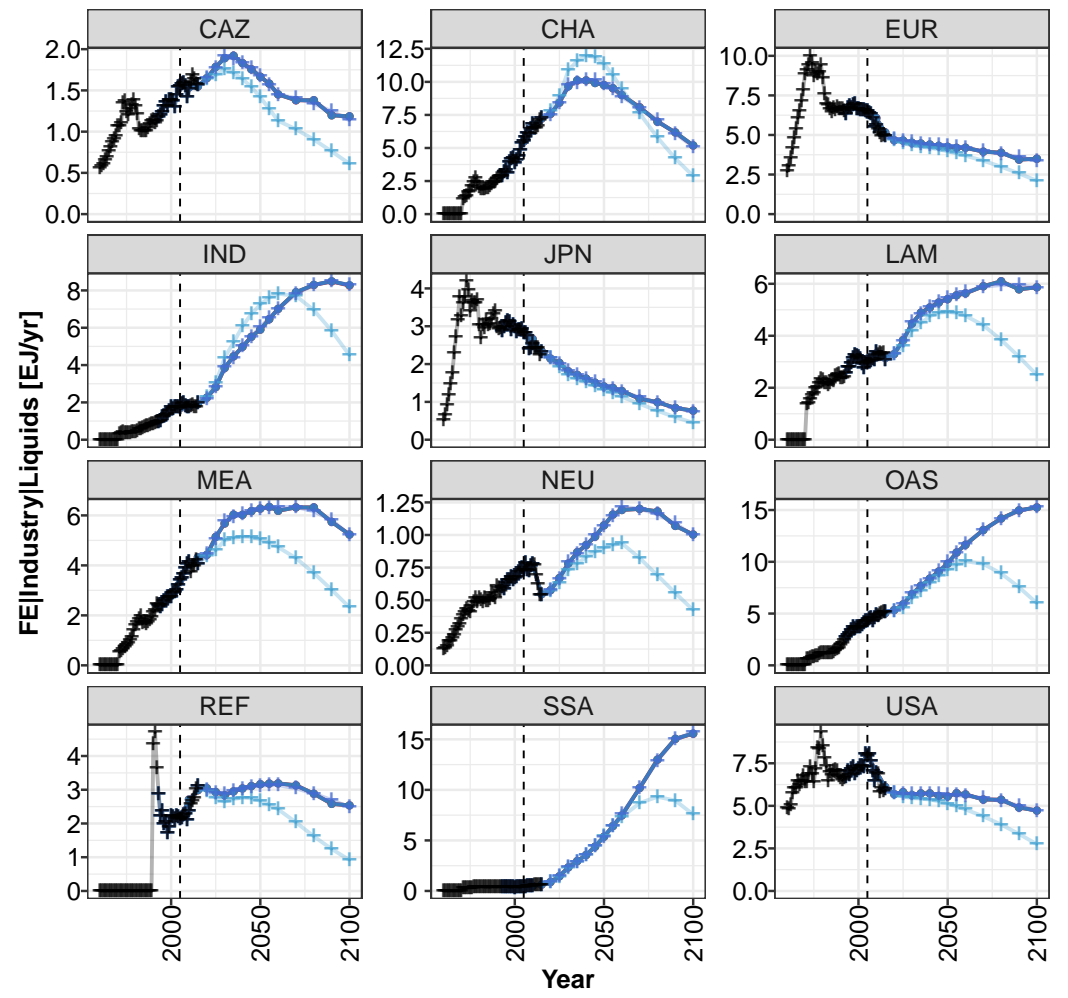 CAZ CHA EUR
2.0 12.5 10.0
1.5 10.0 7.5
1.0 7.5 5.0
0.5 5.0 2.5
0.0 2.5 0.0
0.0
IND JPN LAM
8 4 6
6 3 4
4 2 2
2 1 0
0 0
MEA NEU OAS
6 1.25 15
4 1.00 10
2 0.75 5
0 0.50 0
0.25
0.00
REF SSA USA
4 15 7.5
3 10 5.0
2 5 2.5
1 0 0.0
0
2000 2050 2100 2000 2050 2100 2000 2050 2100
Year
FE|Industry|Liquids [EJ/yr]